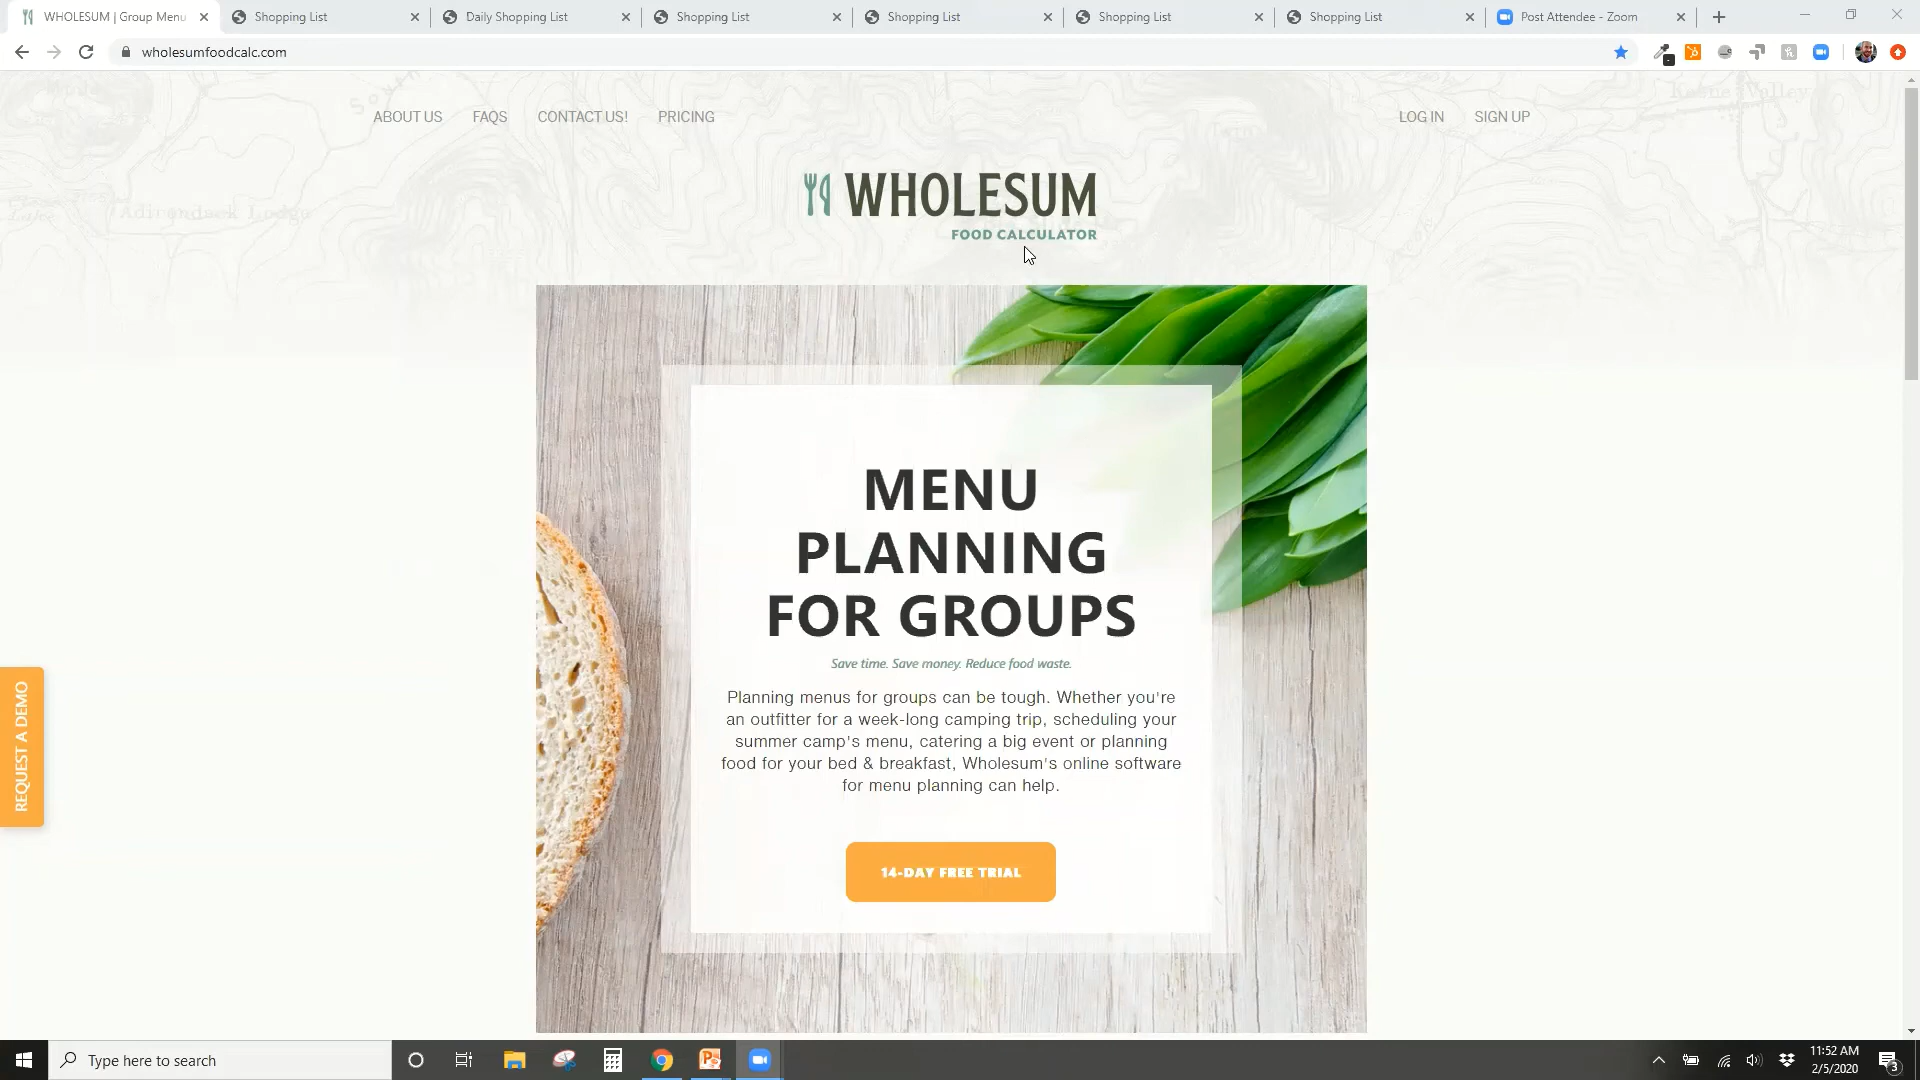 WHOLESUM | Group Menu
Shopping List
Daily Shopping List
Shopping List
Shopping List
Shopping List
Shopping List
Post Attendee - Zoom
wholesumfoodcalc.com
ABOUT US
FAQS
CONTACT US!
PRICING
LOG IN
SIGN UP
Adirondack Lodge
WHOLESUM
FOOD CALCULATOR
MENU
PLANNING
FOR GROUPS
Save time. Save money. Reduce food waste.
Planning menus for groups can be tough. Whether you're
an outfitter for a week-long camping trip, scheduling your
summer camp's menu, catering a big event or planning
food for your bed & breakfast, Wholesum's online software
for menu planning can help.
14-DAY FREE TRIAL
REQUEST A DEMO
Type here to search
11:52 AM
2/5/2020
3